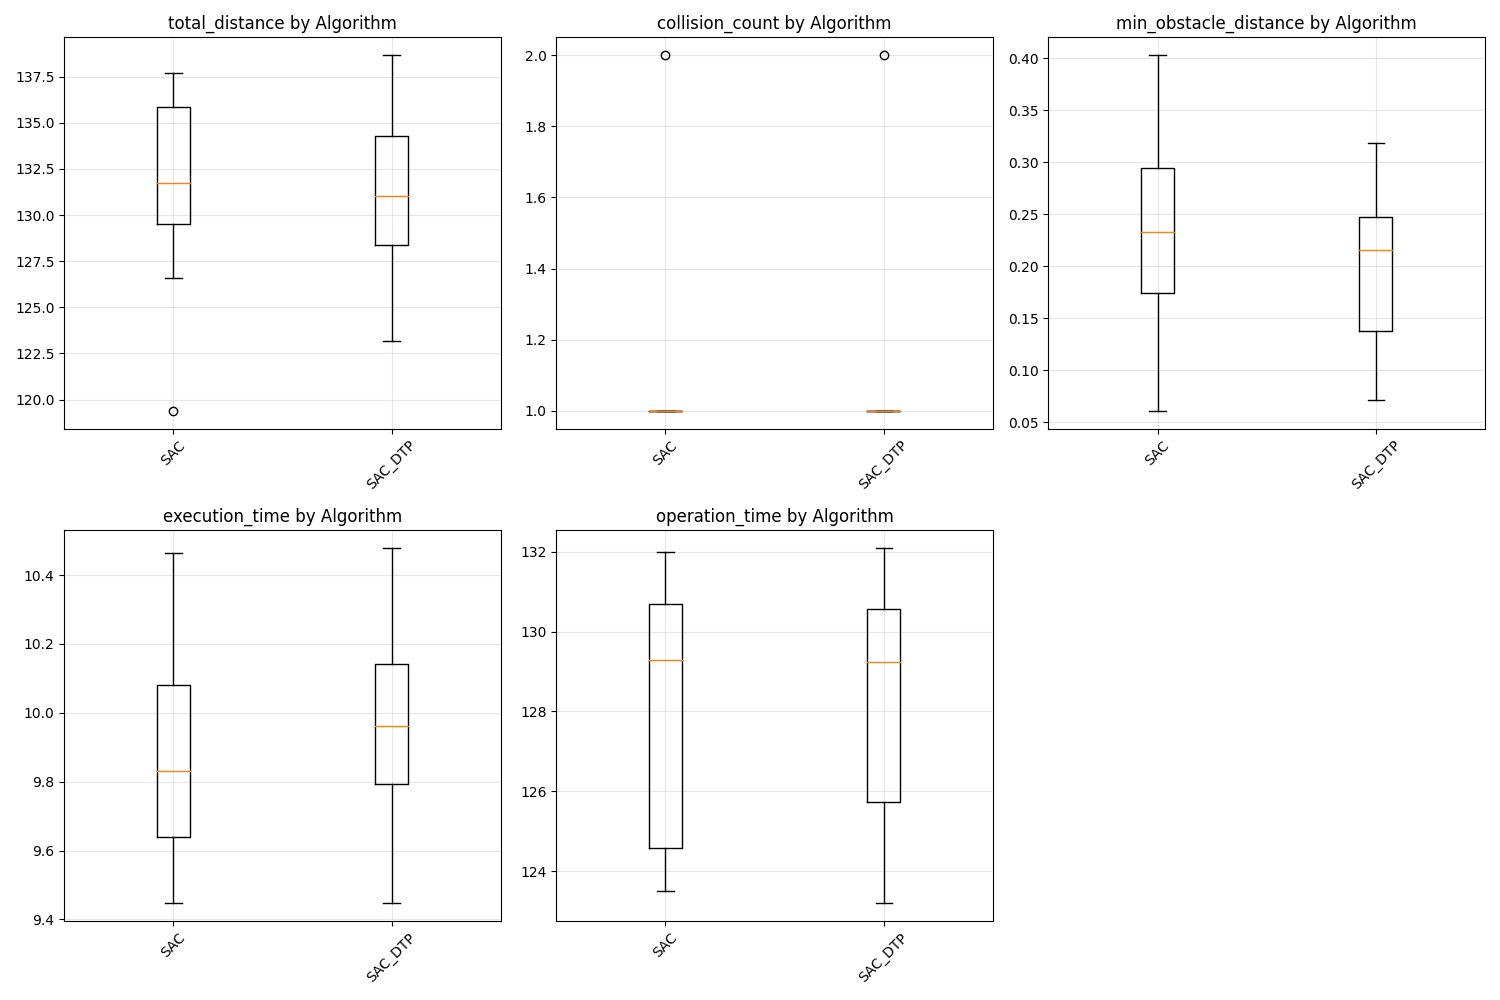 total_distance by Algorithm
137.5
135.0
132.5
130.0
127.5
125.0
122.5
120.0
SAC
SAC_DTP
collision_count by Algorithm
2.0
1.8
1.6
1.4
1.2
1.0
SAC
SAC_DTP
min_obstacle_distance by Algorithm
0.40
0.35
0.30
0.25
0.20
0.15
0.10
0.05
SAC
SAC_DTP
execution_time by Algorithm
10.4
10.2
10.0
9.8
9.6
9.4
SAC
SAC_DTP
operation_time by Algorithm
132
130
128
126
124
SAC
SAC_DTP